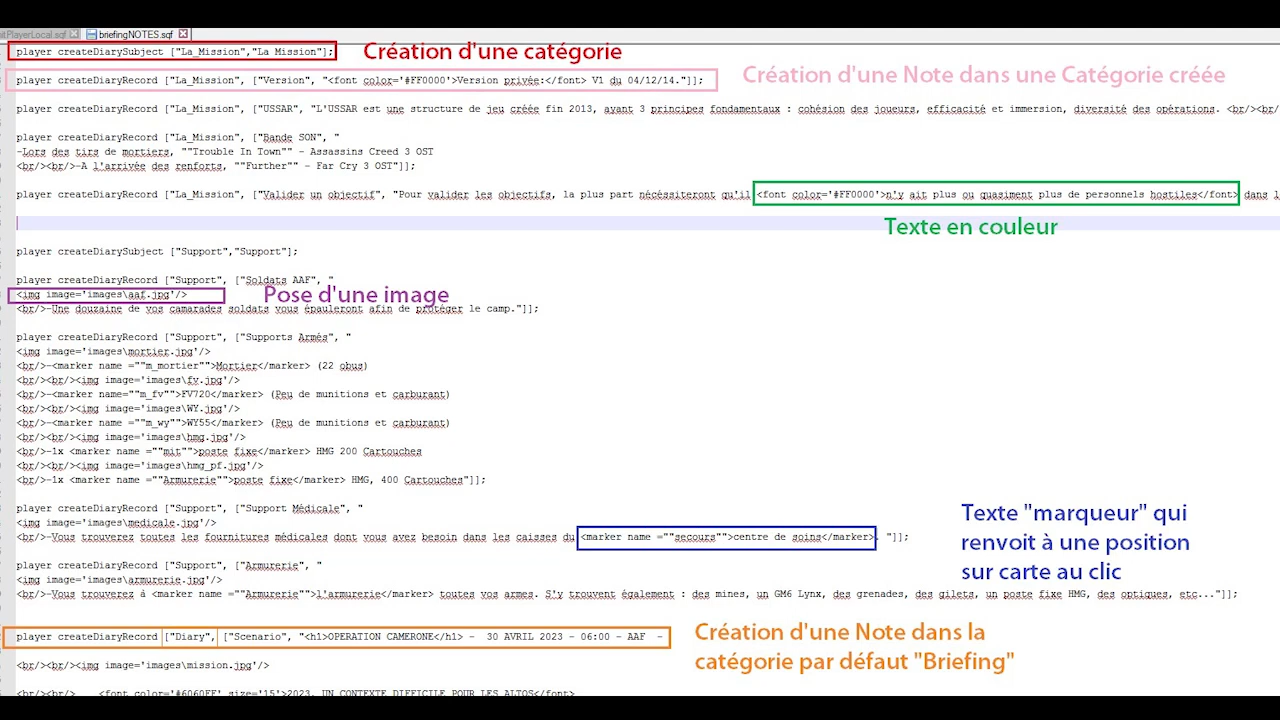 itPlayerLocal.sqf briefingNOTES.sqf
player createDiarySubject ["La_Mission","La Mission"];
Création d'une catégorie
player createDiaryRecord ["La_Mission", ["Version", "<font color='#FF0000'>Version privée:</font> V1 du 04/12/14."]];
Création d'une Note dans une Catégorie créée
player createDiaryRecord ["La_Mission", ["USSAR", "L'USSAR est une structure de jeu créée fin 2013, ayant 3 principes fondamentaux : cohésion des joueurs, efficacité et immersion, diversité des opérations. <br/><br/
player createDiaryRecord ["La_Mission", ["Bande SON", "
-Lors des tirs de mortiers, ""Trouble In Town"" - Assassins Creed 3 OST
<br/><br/>-A l'arrivée des renforts, ""Further"" - Far Cry 3 OST"]];
player createDiaryRecord ["La_Mission", ["Valider un objectif", "Pour valider les objectifs, la plus part nécéssiteront qu'il <font color='#FF0000'>n'y ait plus ou quasiment plus de personnels hostiles</font> dans l
Texte en couleur
player createDiarySubject ["Support","Support"];
player createDiaryRecord ["Support", ["Soldats AAF", "
<img image='images\aaf.jpg'/>
Pose d'une image
<br/>-Une douzaine de vos camarades soldats vous épauleront afin de protéger le camp."]];
player createDiaryRecord ["Support", ["Supports Armés", "
<img image='images\mortier.jpg'/>
<br/>-<marker name =""m_mortier"">Mortier</marker> (22 obus)
<br/><br/><img image='images\fv.jpg'/>
<br/>-<marker name=""m_fv"">FV720</marker> (Peu de munitions et carburant)
<br/><br/><img image='images\WY.jpg'/>
<br/>-<marker name =""m_wy"">WY55</marker> (Peu de munitions et carburant)
<br/><br/><img image='images\hmg.jpg'/>
<br/>-1x <marker name =""mit"">poste fixe</marker> HMG 200 Cartouches
<br/><br/><img image='images\hmg_pf.jpg'/>
<br/>-1x <marker name =""Armurerie"">poste fixe</marker> HMG, 400 Cartouches"]];
player createDiaryRecord ["Support", ["Support Médicale", "
<img image='images\medicale.jpg'/>
<br/>-Vous trouverez toutes les fournitures médicales dont vous avez besoin dans les caisses du <marker name =""secours"">centre de soins</marker>. "]];
Texte "marqueur" qui
renvoit à une position
sur carte au clic
player createDiaryRecord ["Support", ["Armurerie", "
<img image='images\armurerie.jpg'/>
<br/>-Vous trouverez à <marker name =""Armurerie"">l'armurerie</marker> toutes vos armes. S'y trouvent également : des mines, un GM6 Lynx, des grenades, des gilets, un poste fixe HMG, des optiques, etc..."]];
player createDiaryRecord ["Diary", ["Scenario", "<h1>OPERATION CAMERONE</h1> - 30 AVRIL 2023 - 06:00 - AAF -
Création d'une Note dans la
catégorie par défaut "Briefing"
<br/><br/><img image='images\mission.jpg'/>
<br/><br/> <font color='#6060FF' size='15'>2023, UN CONTEXTE DIFFICILE POUR LES ALTOS</font>